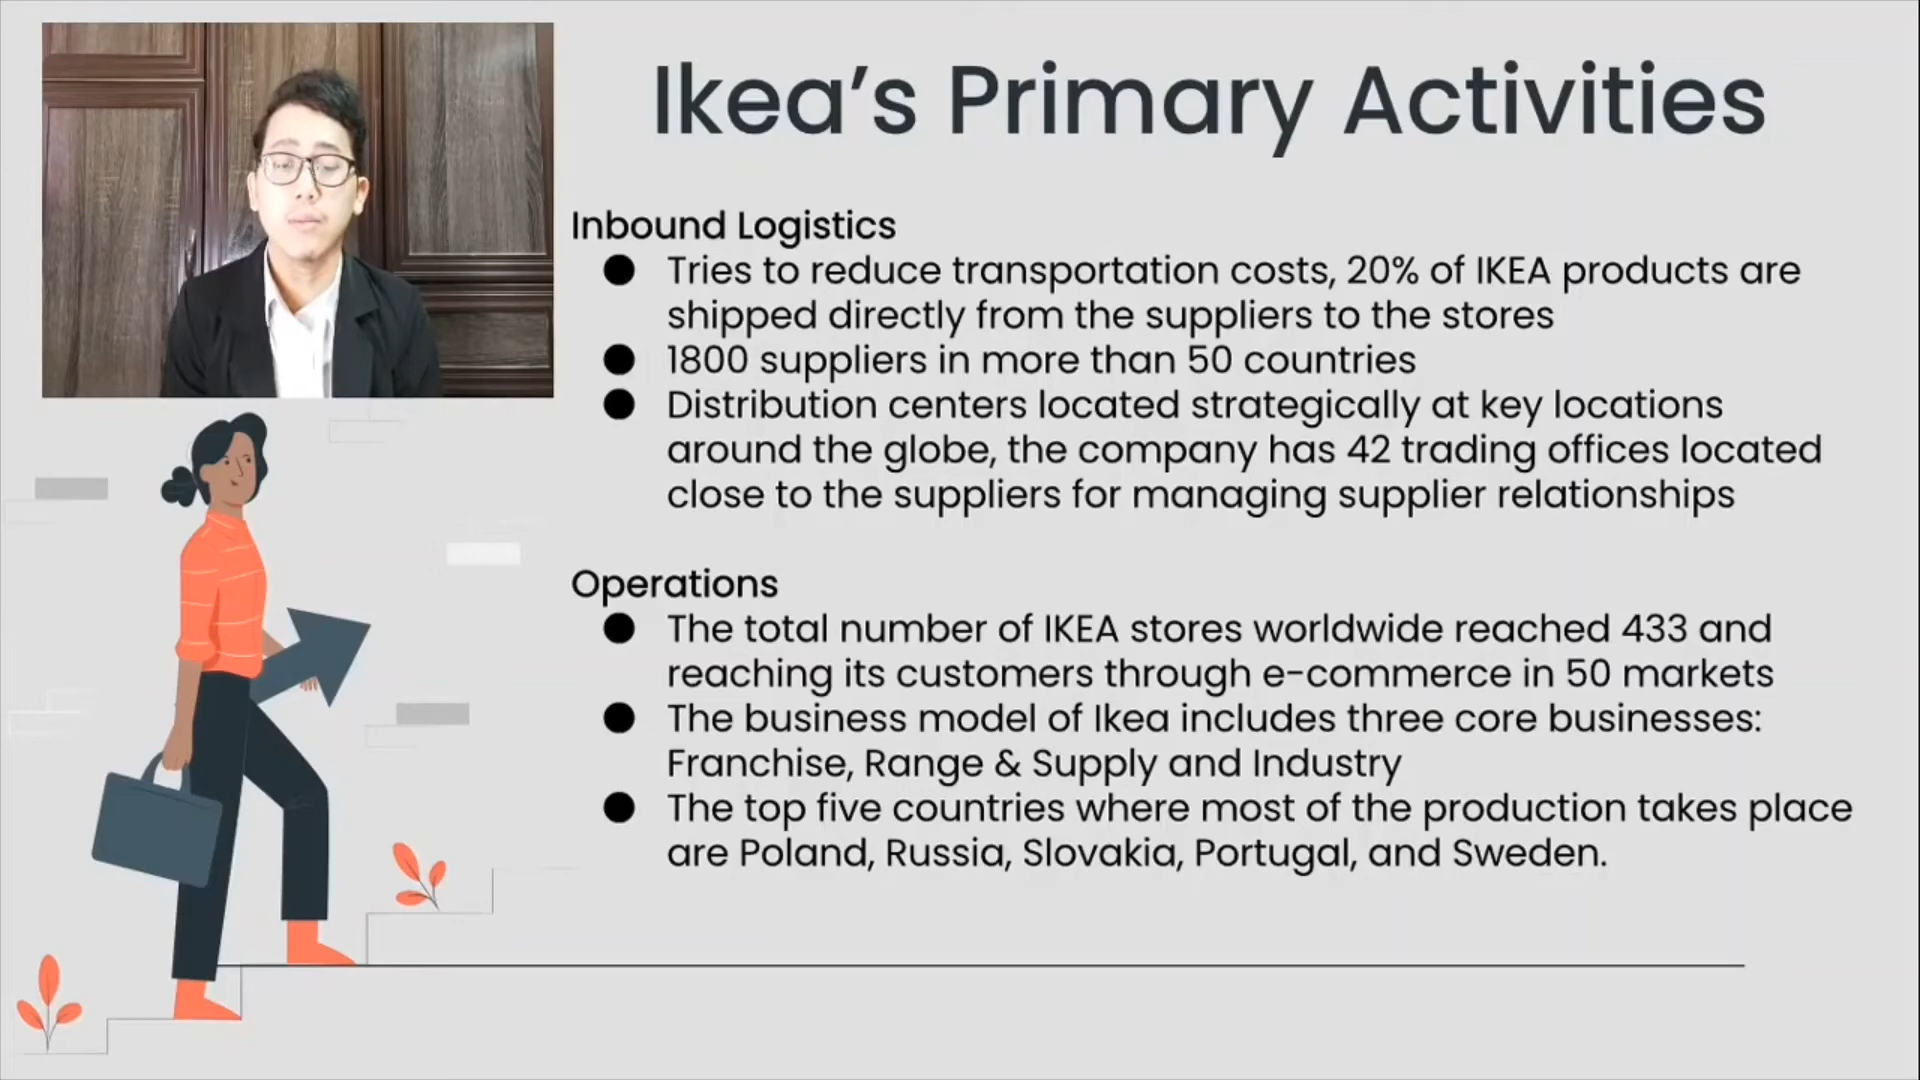 Ikea’s Primary Activities
Inbound Logistics
● Tries to reduce transportation costs, 20% of IKEA products are
shipped directly from the suppliers to the stores
● 1800 suppliers in more than 50 countries
● Distribution centers located strategically at key locations
around the globe, the company has 42 trading offices located
close to the suppliers for managing supplier relationships
Operations
● The total number of IKEA stores worldwide reached 433 and
reaching its customers through e-commerce in 50 markets
● The business model of Ikea includes three core businesses:
Franchise, Range & Supply and Industry
● The top five countries where most of the production takes place
are Poland, Russia, Slovakia, Portugal, and Sweden.